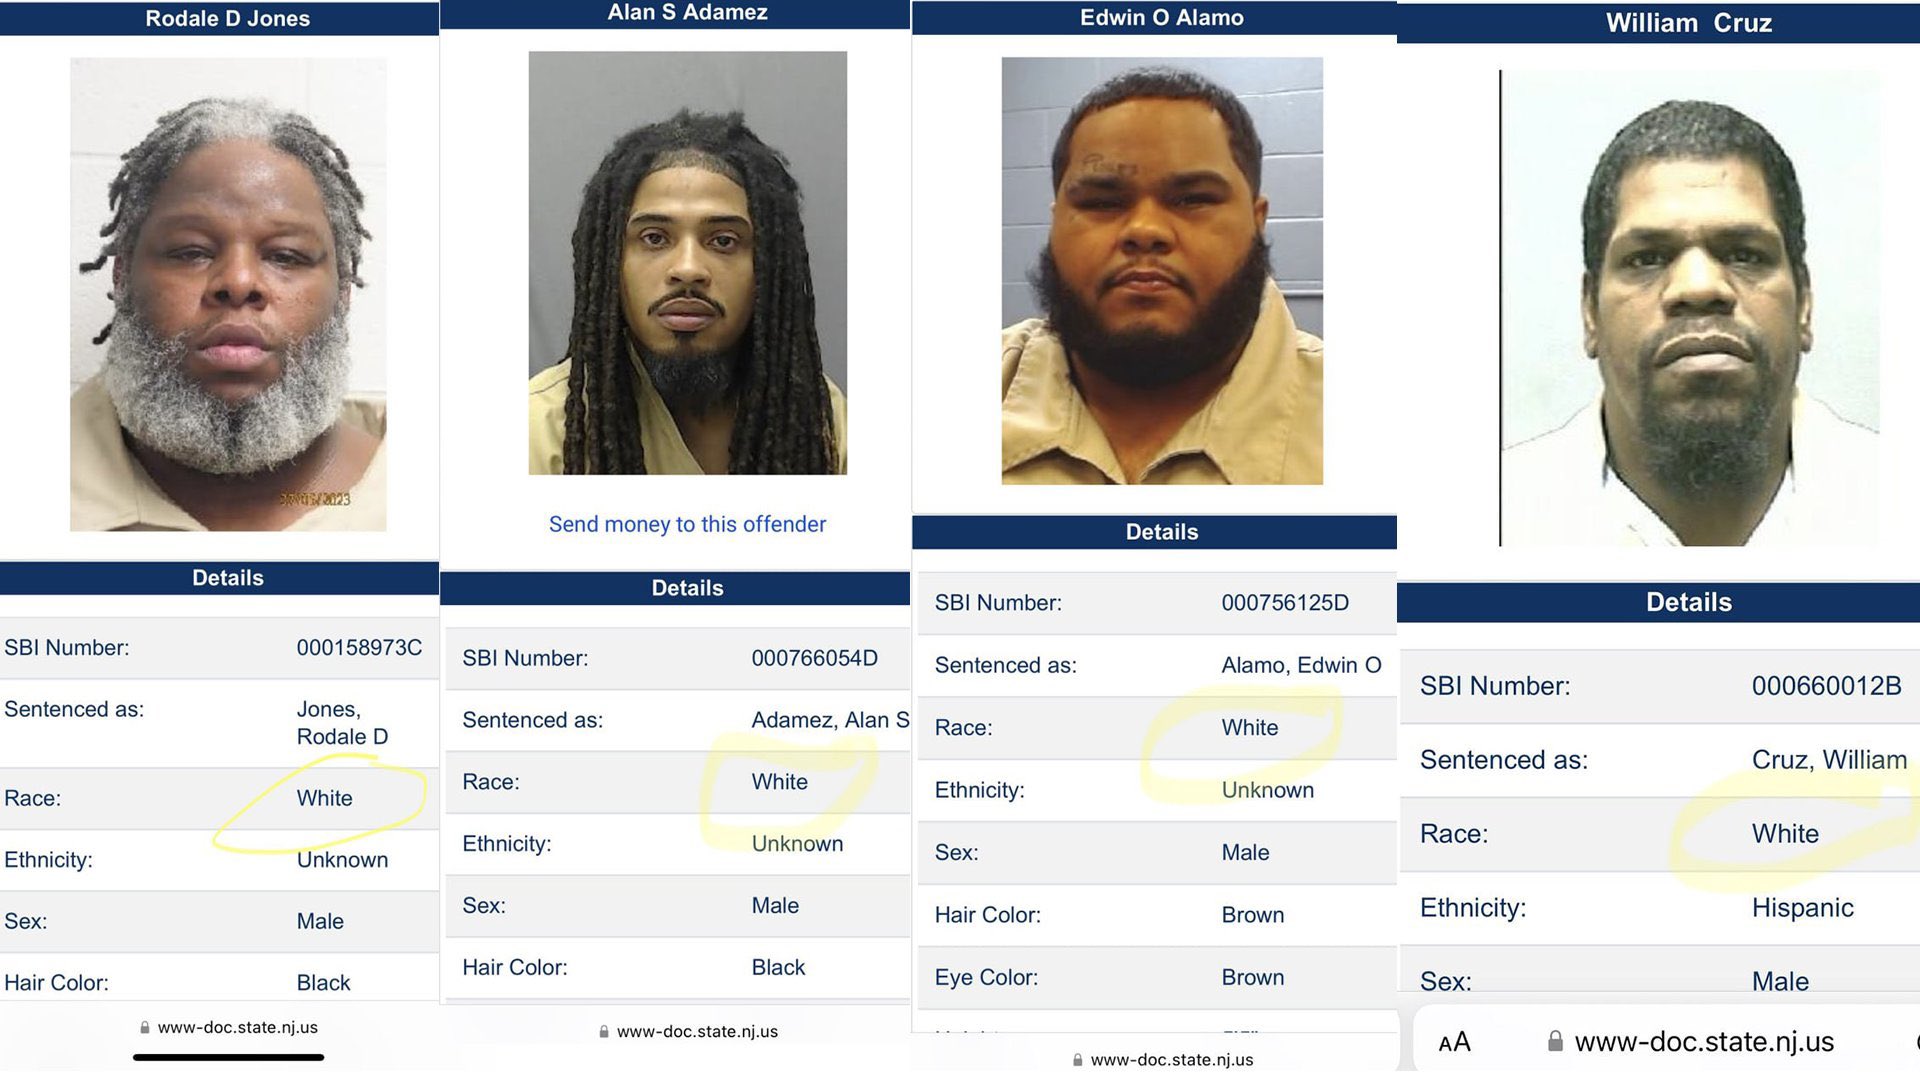 Rodale D Jones
Details
SBI Number: 000158973C
Sentenced as: Jones,
Rodale D
Race: White
Ethnicity: Unknown
Sex: Male
Hair Color: Black
www-doc.state.nj.us
Alan S Adamez
Send money to this offender
Details
SBI Number: 000766054D
Sentenced as: Adamez, Alan S
Race: White
Ethnicity: Unknown
Sex: Male
Hair Color: Black
www-doc.state.nj.us
Edwin O Alamo
Details
SBI Number: 000756125D
Sentenced as: Alamo, Edwin O
Race: White
Ethnicity: Unknown
Sex: Male
Hair Color: Brown
Eye Color: Brown
www-doc.state.nj.us
William Cruz
Details
SBI Number: 000660012B
Sentenced as: Cruz, William
Race: White
Ethnicity: Hispanic
Sex: Male
AA www-doc.state.nj.us